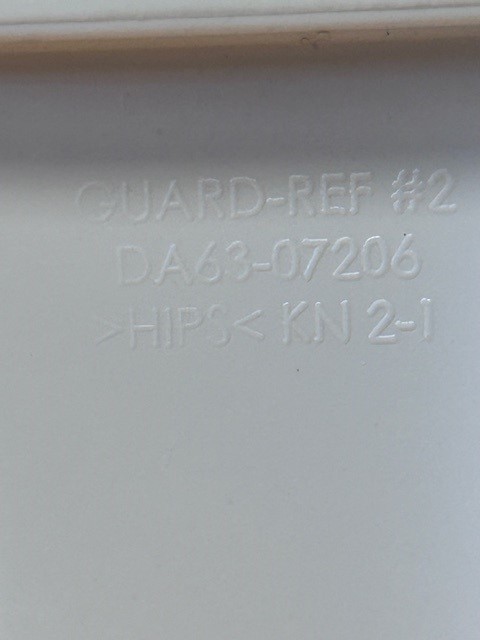 GUARD-REF #2
DA63-07206
>HIPS< KN 2-1